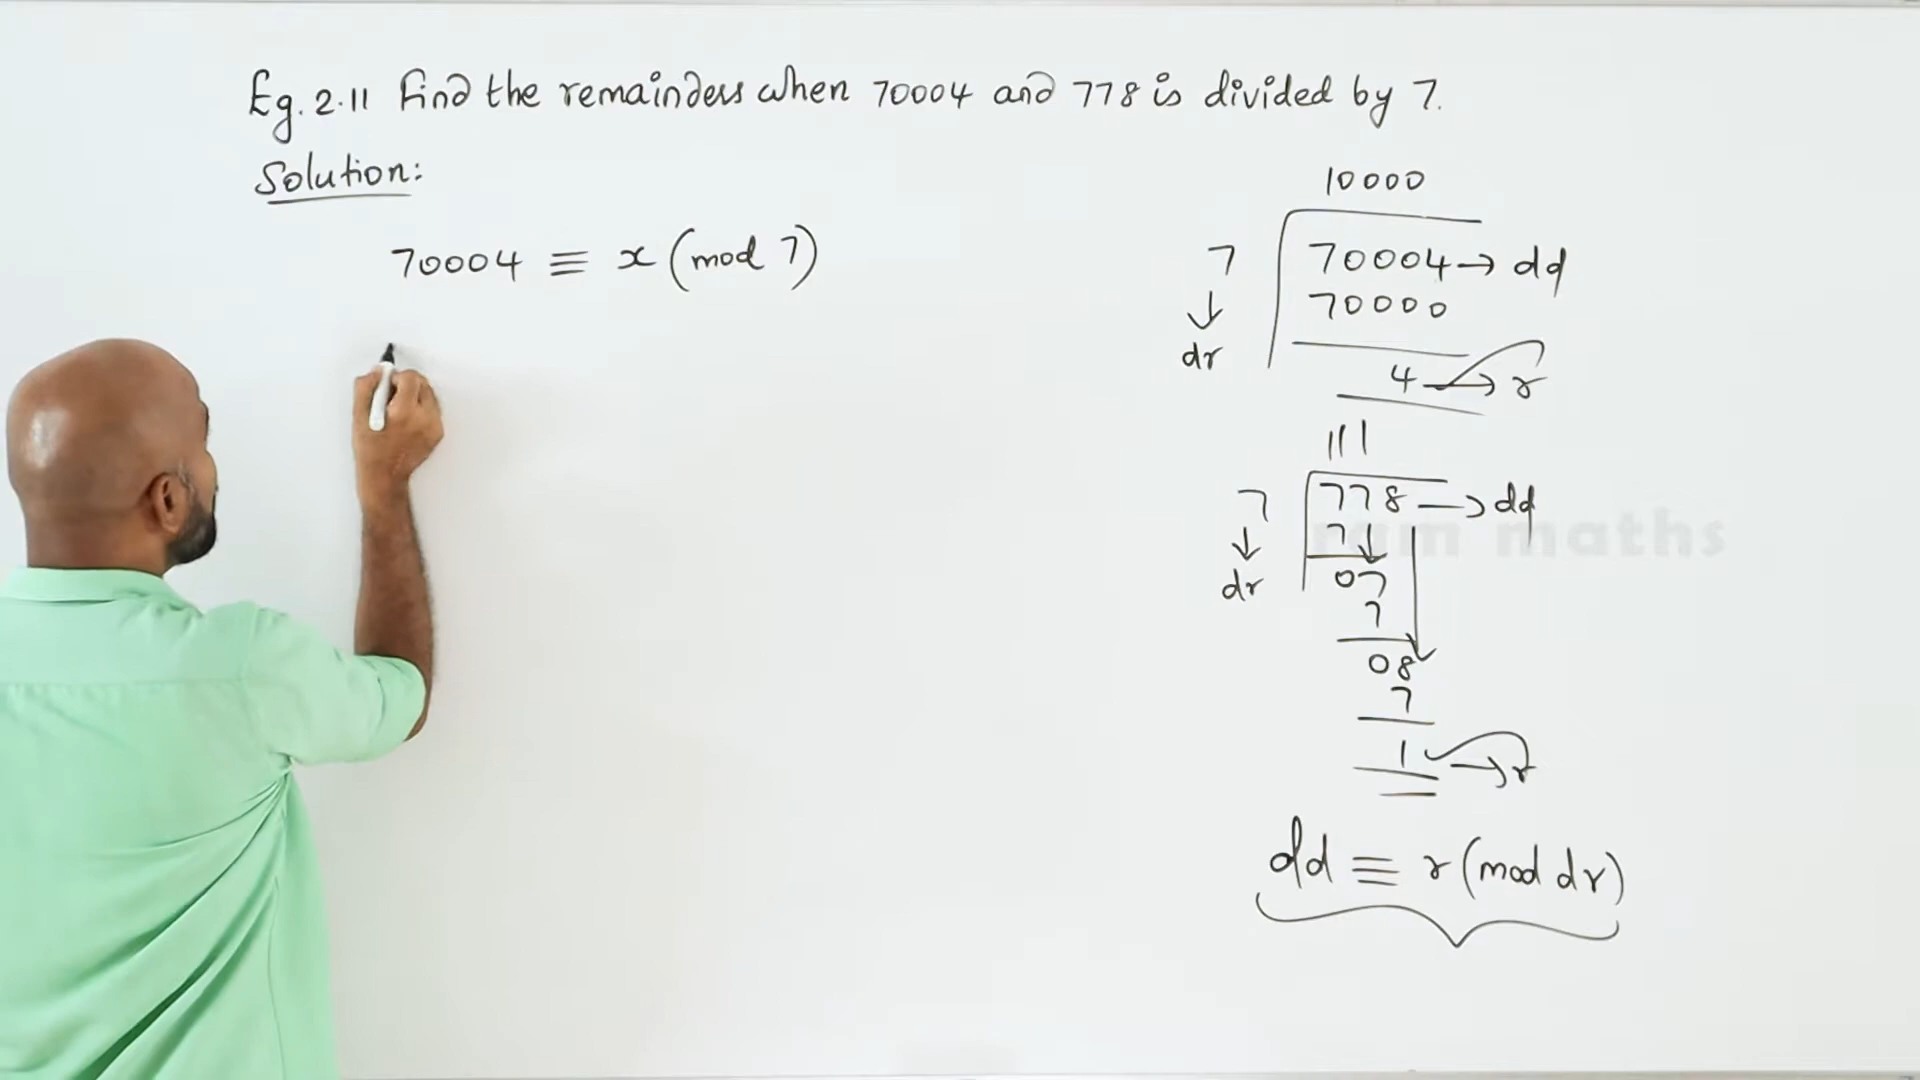 Eg. 2.11 Find the remainders when 70004 and 778 is divided by 7.
Solution:
70004 ≡ x (mod 7)
10000
7 70004 → dd
↓ 70000
dr
4 → r
111
7 778 → dd
↓ 7 ↓
dr 07
7
08
7
1 → r
dd ≡ r (mod dr)
ram maths